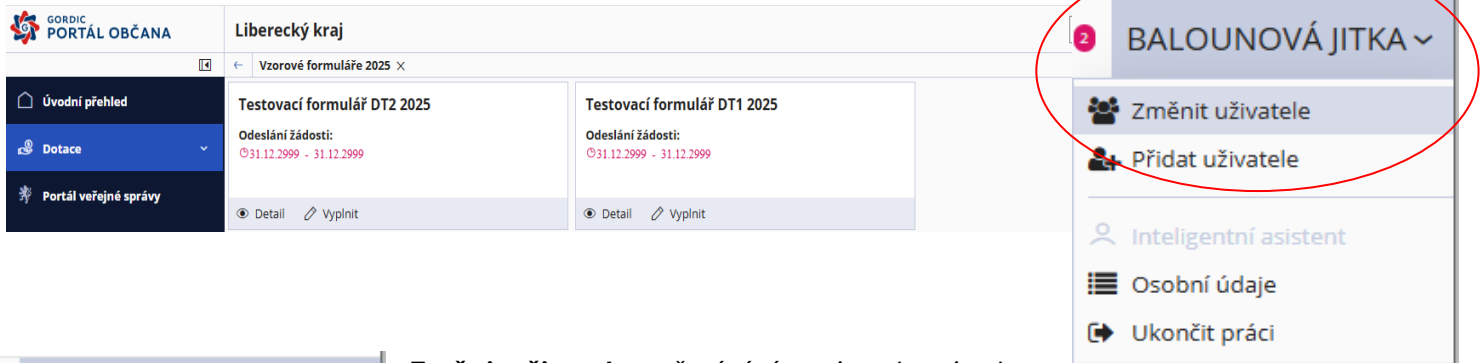 GORDIC
PORTÁL OBČANA
Liberecký kraj
← Vzorové formuláře 2025 ×
Úvodní přehled
Dotace
Portál veřejné správy
Testovací formulář DT2 2025
Odeslání žádosti:
31.12.2999 - 31.12.2999
Detail Vyplnit
Testovací formulář DT1 2025
Odeslání žádosti:
31.12.2999 - 31.12.2999
Detail Vyplnit
2
BALOUNOVÁ JITKA
Změnit uživatele
Přidat uživatele
Inteligentní asistent
Osobní údaje
Ukončit práci